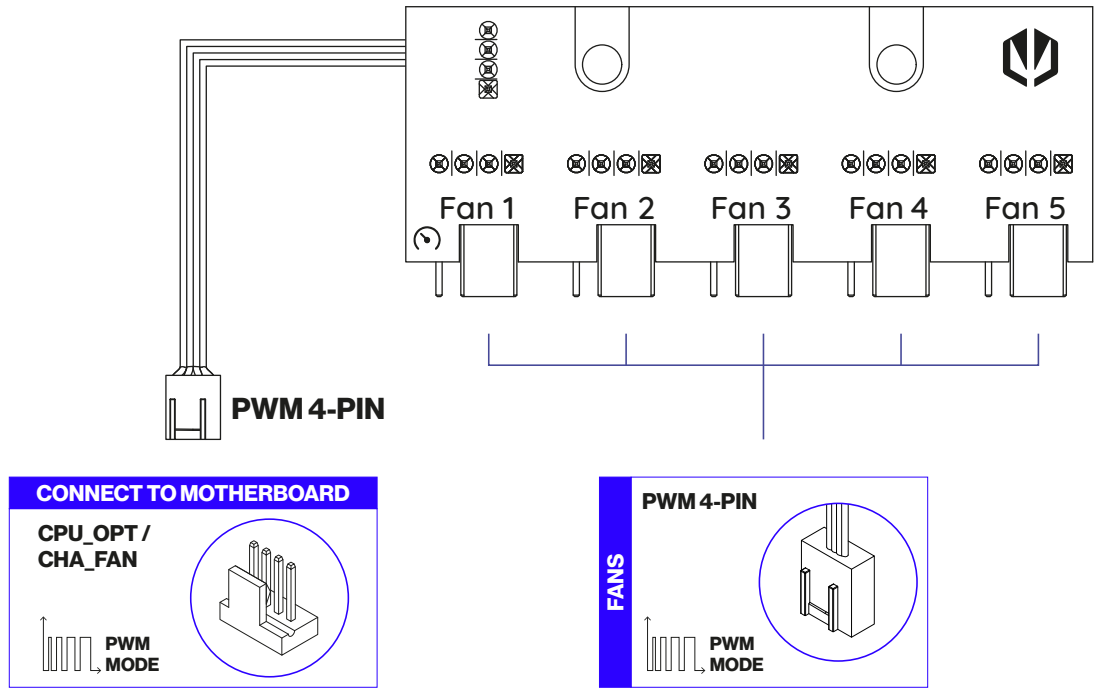 Fan 1
Fan 2
Fan 3
Fan 4
Fan 5
PWM 4-PIN
CONNECT TO MOTHERBOARD
CPU_OPT /
CHA_FAN
PWM
MODE
FANS
PWM 4-PIN
PWM
MODE